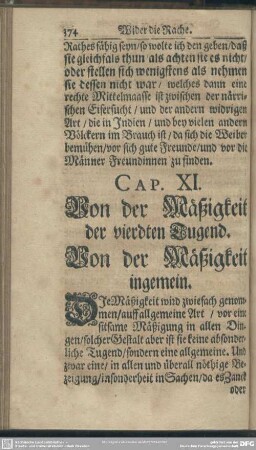 374 Wider die Rache.
Rathes fähig seyn/so wolte ich den geben/daß
sie gleichfals thun als achten sie es nicht/
oder stellen sich wenigstens als nehmen
sie dessen nicht war/ welches dann eine
rechte Mittelmaasse ist zwischen der närri-
schen Eifersucht/ und der andern widrigen
Art/ die in Indien/ und bey vielen andern
Völckern im Brauch ist/ da sich die Weiber
bemühen/vor sich gute Freunde/und vor die
Männer Freundinnen zu finden.
CAP. XI.
Von der Mäßigkeit
der vierdten Tugend.
Von der Mäßigkeit
ingemein.
DIe Mäßigkeit wird zwiefach genom-
men/auff allgemeine Art/ vor eine
sitsame Mäßigung in allen Din-
gen/solcher Gestalt aber ist sie keine absonder-
liche Tugend/sondern eine allgemeine. Und
zwar eine/ in allen und überall nöthige Be-
zeigung/insonderheit in Sachen/da es Zanck
oder